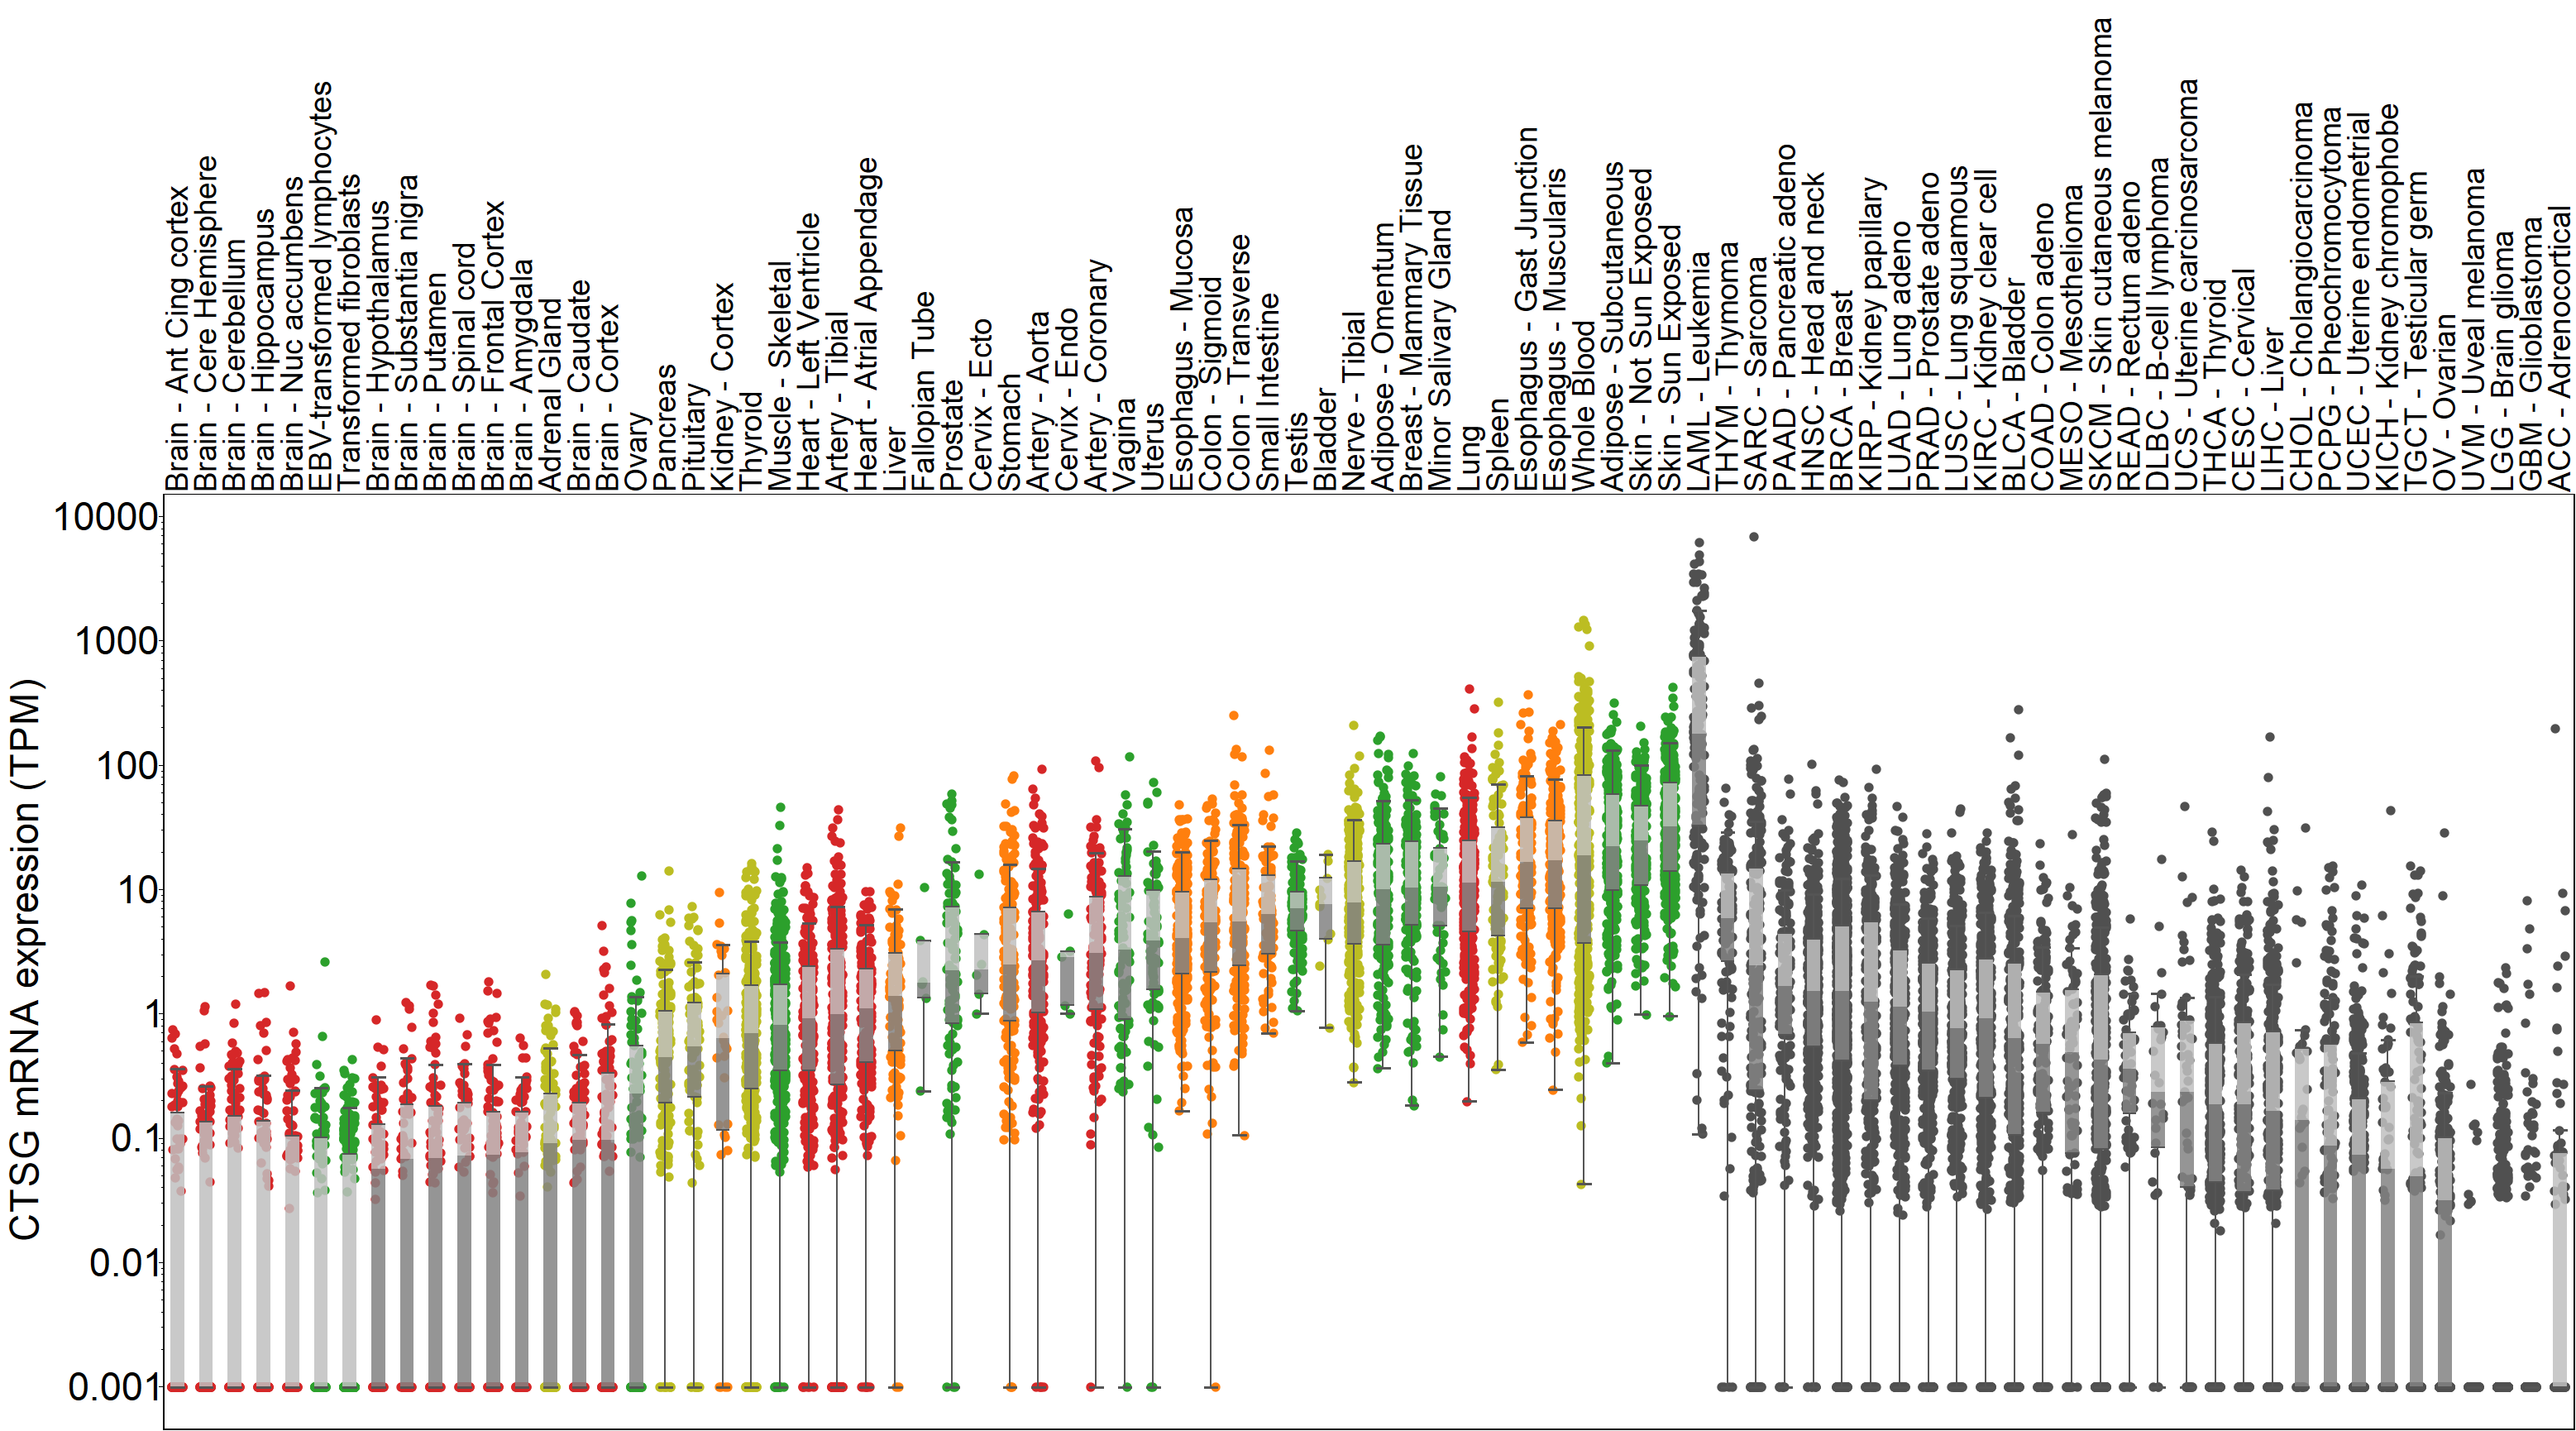 Brain - Ant Cing cortex
Brain - Cere Hemisphere
Brain - Cerebellum
Brain - Hippocampus
Brain - Nuc accumbens
EBV-transformed lymphocytes
Transformed fibroblasts
Brain - Hypothalamus
Brain - Substantia nigra
Brain - Putamen
Brain - Spinal cord
Brain - Frontal Cortex
Brain - Amygdala
Adrenal Gland
Brain - Caudate
Brain - Cortex
Ovary
Pancreas
Pituitary
Kidney - Cortex
Thyroid
Muscle - Skeletal
Heart - Left Ventricle
Artery - Tibial
Heart - Atrial Appendage
Liver
Fallopian Tube
Prostate
Cervix - Ecto
Stomach
Artery - Aorta
Cervix - Endo
Artery - Coronary
Vagina
Uterus
Esophagus - Mucosa
Colon - Sigmoid
Colon - Transverse
Small Intestine
Testis
Bladder
Nerve - Tibial
Adipose - Omentum
Breast - Mammary Tissue
Minor Salivary Gland
Lung
Spleen
Esophagus - Gast Junction
Esophagus - Muscularis
Whole Blood
Adipose - Subcutaneous
Skin - Not Sun Exposed
Skin - Sun Exposed
LAML - Leukemia
THYM - Thymoma
SARC - Sarcoma
PAAD - Pancreatic adeno
HNSC - Head and neck
BRCA - Breast
KIRP - Kidney papillary
LUAD - Lung adeno
PRAD - Prostate adeno
LUSC - Lung squamous
KIRC - Kidney clear cell
BLCA - Bladder
COAD - Colon adeno
MESO - Mesothelioma
SKCM - Skin cutaneous melanoma
READ - Rectum adeno
DLBC - B-cell lymphoma
UCS - Uterine carcinosarcoma
THCA - Thyroid
CESC - Cervical
LIHC - Liver
CHOL - Cholangiocarcinoma
PCPG - Pheochromocytoma
UCEC - Uterine endometrial
KICH - Kidney chromophobe
TGCT - Testicular germ
OV - Ovarian
UVM - Uveal melanoma
LGG - Brain glioma
GBM - Glioblastoma
ACC - Adrenocortical
CTSG mRNA expression (TPM)
10000
1000
100
10
1
0.1
0.01
0.001